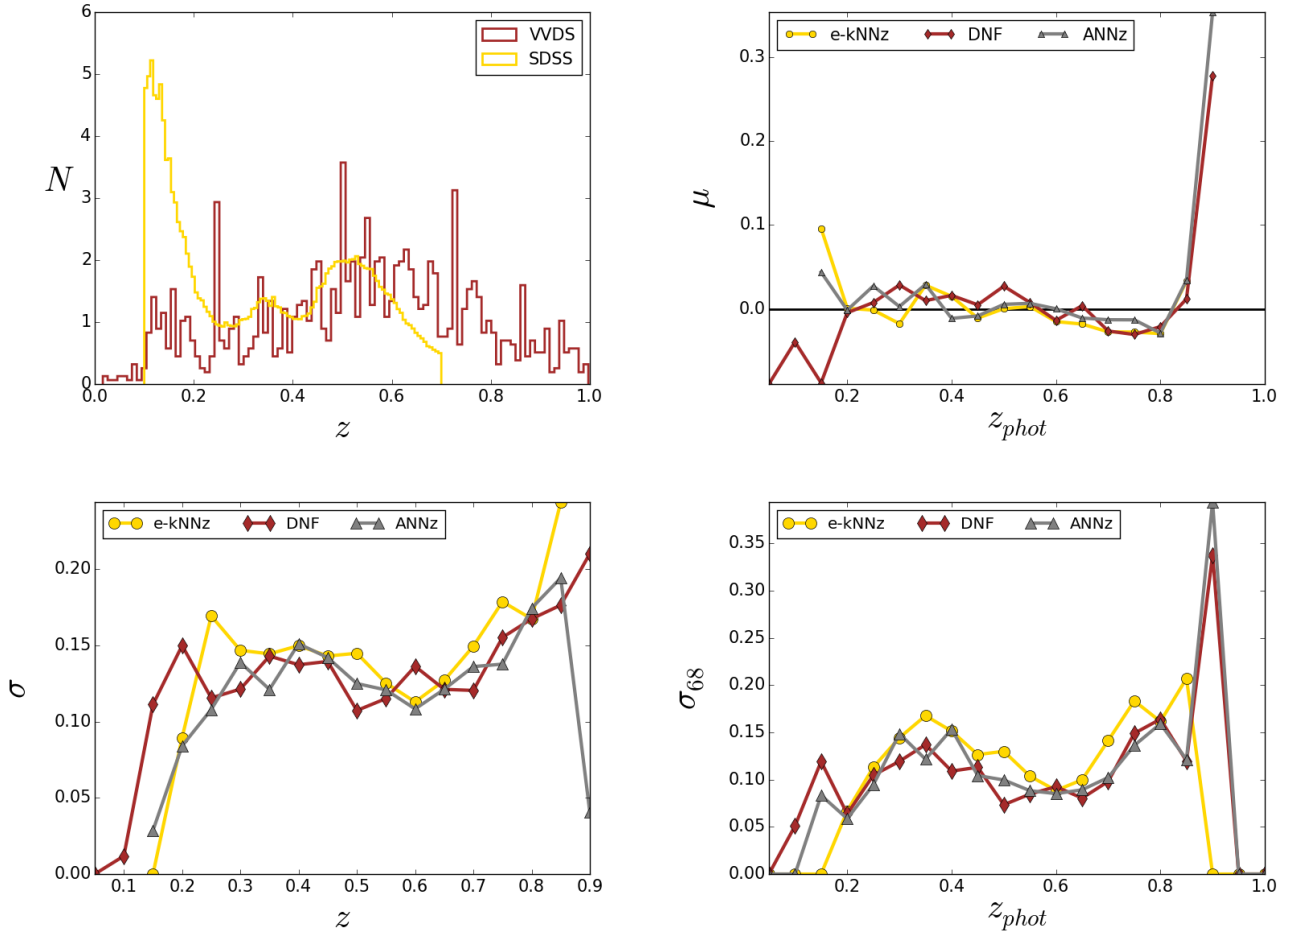 6
5
4
3
2
1
0
N
VVDS
SDSS
0.0 0.2 0.4 0.6 0.8 1.0
z
0.3
0.2
0.1
0.0
μ
e-kNNz DNF ANNz
0.2 0.4 0.6 0.8 1.0
z_phot
0.20
0.15
0.10
0.05
0.00
σ
e-kNNz DNF ANNz
0.1 0.2 0.3 0.4 0.5 0.6 0.7 0.8 0.9
z
0.35
0.30
0.25
0.20
0.15
0.10
0.05
0.00
σ68
e-kNNz DNF ANNz
0.2 0.4 0.6 0.8 1.0
z_phot